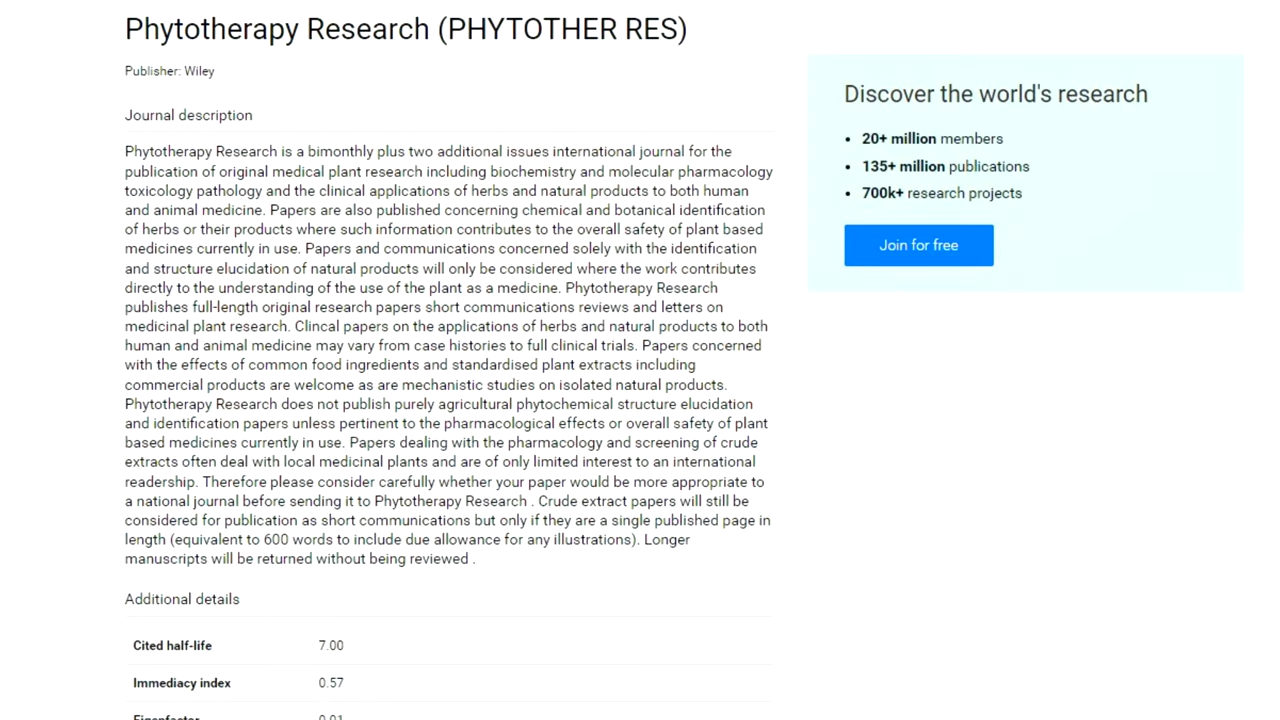 Phytotherapy Research (PHYTOTHER RES)
Publisher: Wiley
Journal description
Phytotherapy Research is a bimonthly plus two additional issues international journal for the
publication of original medical plant research including biochemistry and molecular pharmacology
toxicology pathology and the clinical applications of herbs and natural products to both human
and animal medicine. Papers are also published concerning chemical and botanical identification
of herbs or their products where such information contributes to the overall safety of plant based
medicines currently in use. Papers and communications concerned solely with the identification
and structure elucidation of natural products will only be considered where the work contributes
directly to the understanding of the use of the plant as a medicine. Phytotherapy Research
publishes full-length original research papers short communications reviews and letters on
medicinal plant research. Clincal papers on the applications of herbs and natural products to both
human and animal medicine may vary from case histories to full clinical trials. Papers concerned
with the effects of common food ingredients and standardised plant extracts including
commercial products are welcome as are mechanistic studies on isolated natural products.
Phytotherapy Research does not publish purely agricultural phytochemical structure elucidation
and identification papers unless pertinent to the pharmacological effects or overall safety of plant
based medicines currently in use. Papers dealing with the pharmacology and screening of crude
extracts often deal with local medicinal plants and are of only limited interest to an international
readership. Therefore please consider carefully whether your paper would be more appropriate to
a national journal before sending it to Phytotherapy Research . Crude extract papers will still be
considered for publication as short communications but only if they are a single published page in
length (equivalent to 600 words to include due allowance for any illustrations). Longer
manuscripts will be returned without being reviewed .
Additional details
Cited half-life 7.00
Immediacy index 0.57
Eigenfactor 0.01
Discover the world's research
• 20+ million members
• 135+ million publications
• 700k+ research projects
Join for free